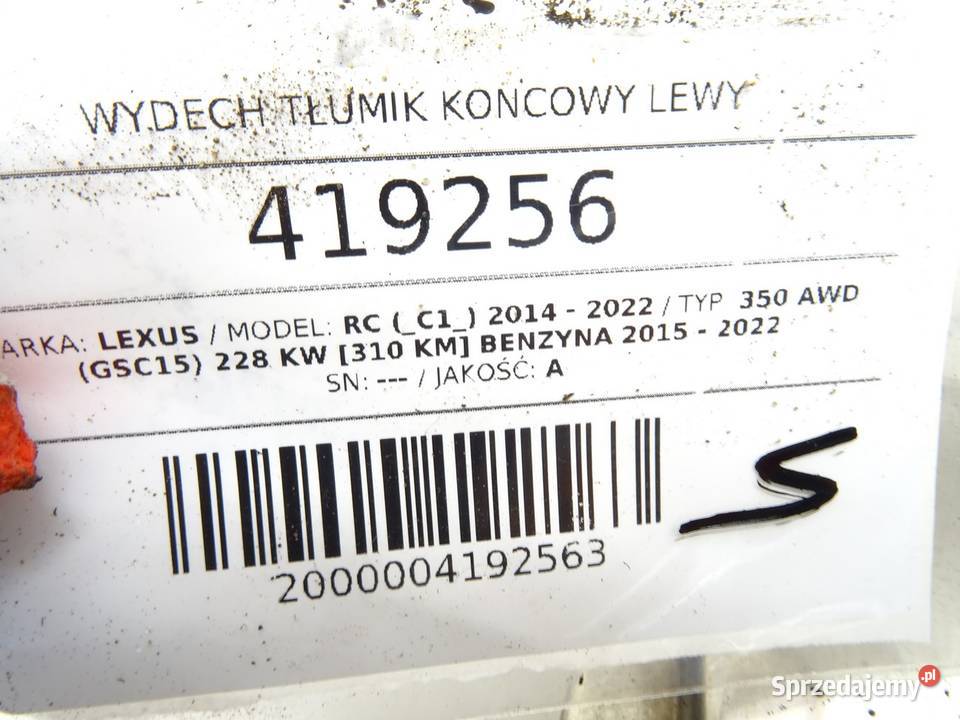 WYDECH TŁUMIK KOŃCOWY LEWY
419256
ARKA: LEXUS / MODEL: RC (_C1_) 2014 - 2022 / TYP 350 AWD
(GSC15) 228 KW [310 KM] BENZYNA 2015 - 2022
SN: --- / JAKOŚĆ: A
2000004192563
S
Sprzedajemy.pl